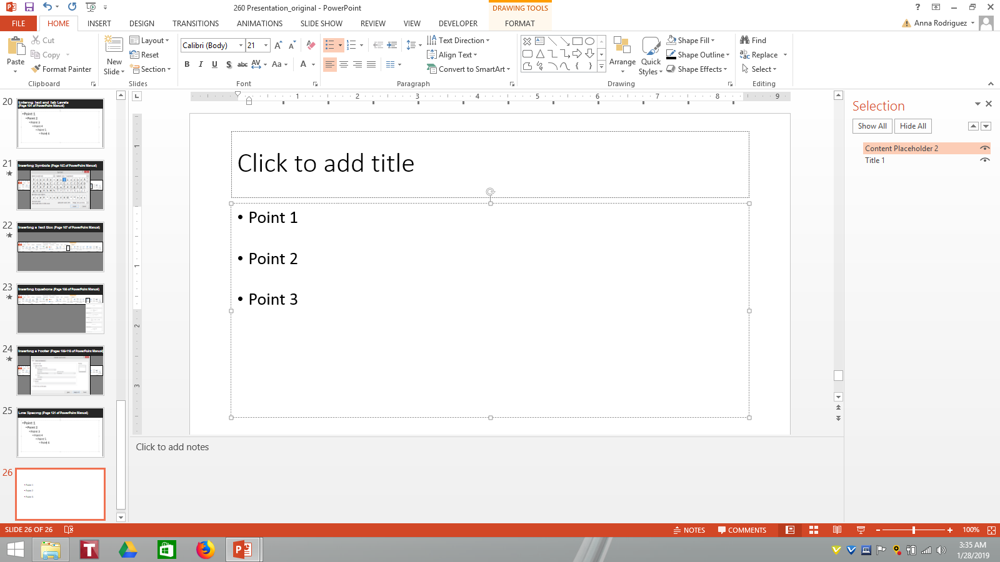 260 Presentation_original - PowerPoint
DRAWING TOOLS
?
FILE
HOME
INSERT
DESIGN
TRANSITIONS
ANIMATIONS
SLIDE SHOW
REVIEW
VIEW
DEVELOPER
FORMAT
Anna Rodriguez
Paste
Cut
Copy
Format Painter
Clipboard
New Slide
Layout
Reset
Section
Slides
Calibri (Body)
21
B I U S abc AV Aa A
Font
Text Direction
Align Text
Convert to SmartArt
Paragraph
Arrange
Quick Styles
Shape Fill
Shape Outline
Shape Effects
Drawing
Find
Replace
Select
Editing
1 2 3 4 5 6 7 8 9
20
Entering Text and Tab Levels
(Page 101 of PowerPoint Manual)
•Point 1
•Point 2
•Point 3
•Point 4
•Point 5
•Point 6
21
Inserting Symbols (Page 105 of PowerPoint Manual)
22
Inserting a Text Box (Page 107 of PowerPoint Manual)
23
Inserting Equations (Page 108 of PowerPoint Manual)
24
Inserting a Footer (Pages 109-110 of PowerPoint Manual)
25
Line Spacing (Page 121 of PowerPoint Manual)
•Point 1
•Point 2
•Point 3
•Point 4
•Point 5
•Point 6
26
• Point 1
• Point 2
• Point 3
1
1
2
3
Click to add title
• Point 1
• Point 2
• Point 3
Click to add notes
Selection
Show All
Hide All
Content Placeholder 2
Title 1
SLIDE 26 OF 26
NOTES
COMMENTS
100%
3:35 AM
1/28/2019